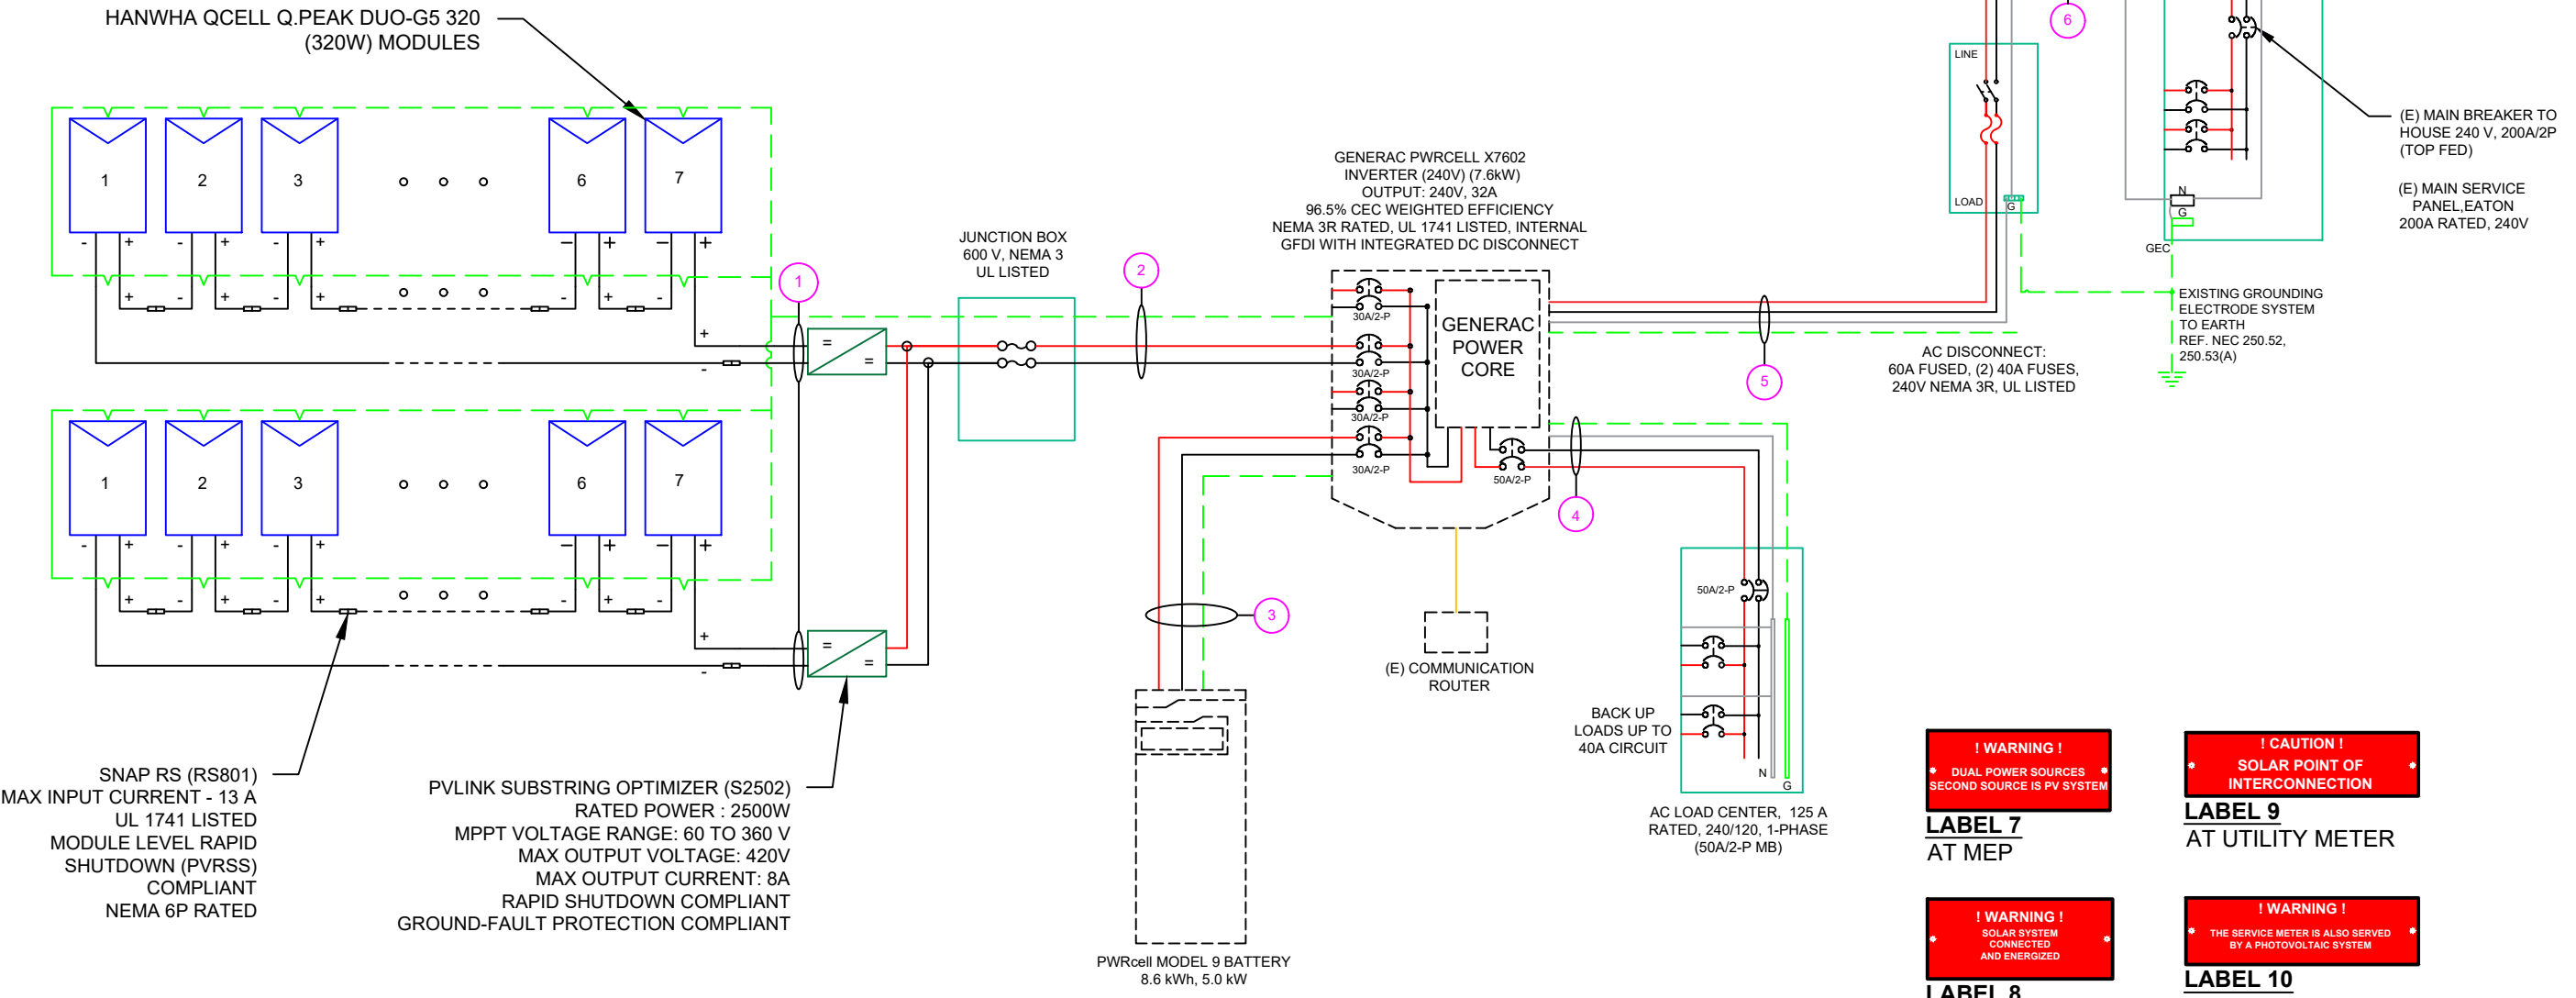 HANWHA QCELL Q.PEAK DUO-G5 320
(320W) MODULES
1 2 3 6 7
- + - + - + - + - +
+ - + - + + - + -
+
-
1
JUNCTION BOX
600 V, NEMA 3
UL LISTED
2
1 2 3 6 7
- + - + - + - + - +
+ - + - + + - + -
+
-
= =
= =
SNAP RS (RS801)
MAX INPUT CURRENT - 13 A
UL 1741 LISTED
MODULE LEVEL RAPID
SHUTDOWN (PVRSS)
COMPLIANT
NEMA 6P RATED
PVLINK SUBSTRING OPTIMIZER (S2502)
RATED POWER : 2500W
MPPT VOLTAGE RANGE: 60 TO 360 V
MAX OUTPUT VOLTAGE: 420V
MAX OUTPUT CURRENT: 8A
RAPID SHUTDOWN COMPLIANT
GROUND-FAULT PROTECTION COMPLIANT
GENERAC PWRCELL X7602
INVERTER (240V) (7.6kW)
OUTPUT: 240V, 32A
96.5% CEC WEIGHTED EFFICIENCY
NEMA 3R RATED, UL 1741 LISTED, INTERNAL
GFDI WITH INTEGRATED DC DISCONNECT
30A/2-P
30A/2-P
30A/2-P
30A/2-P
GENERAC
POWER
CORE
50A/2-P
3
PWRcell MODEL 9 BATTERY
8.6 kWh, 5.0 kW
(E) COMMUNICATION
ROUTER
4
5
6
LINE
LOAD
G
AC DISCONNECT:
60A FUSED, (2) 40A FUSES,
240V NEMA 3R, UL LISTED
N
G
GEC
EXISTING GROUNDING
ELECTRODE SYSTEM
TO EARTH
REF. NEC 250.52,
250.53(A)
(E) MAIN BREAKER TO
HOUSE 240 V, 200A/2P
(TOP FED)
(E) MAIN SERVICE
PANEL,EATON
200A RATED, 240V
50A/2-P
BACK UP
LOADS UP TO
40A CIRCUIT
N
G
AC LOAD CENTER, 125 A
RATED, 240/120, 1-PHASE
(50A/2-P MB)
! WARNING !
DUAL POWER SOURCES
SECOND SOURCE IS PV SYSTEM
LABEL 7
AT MEP
! CAUTION !
SOLAR POINT OF
INTERCONNECTION
LABEL 9
AT UTILITY METER
! WARNING !
SOLAR SYSTEM
CONNECTED
AND ENERGIZED
LABEL 8
! WARNING !
THE SERVICE METER IS ALSO SERVED
BY A PHOTOVOLTAIC SYSTEM
LABEL 10